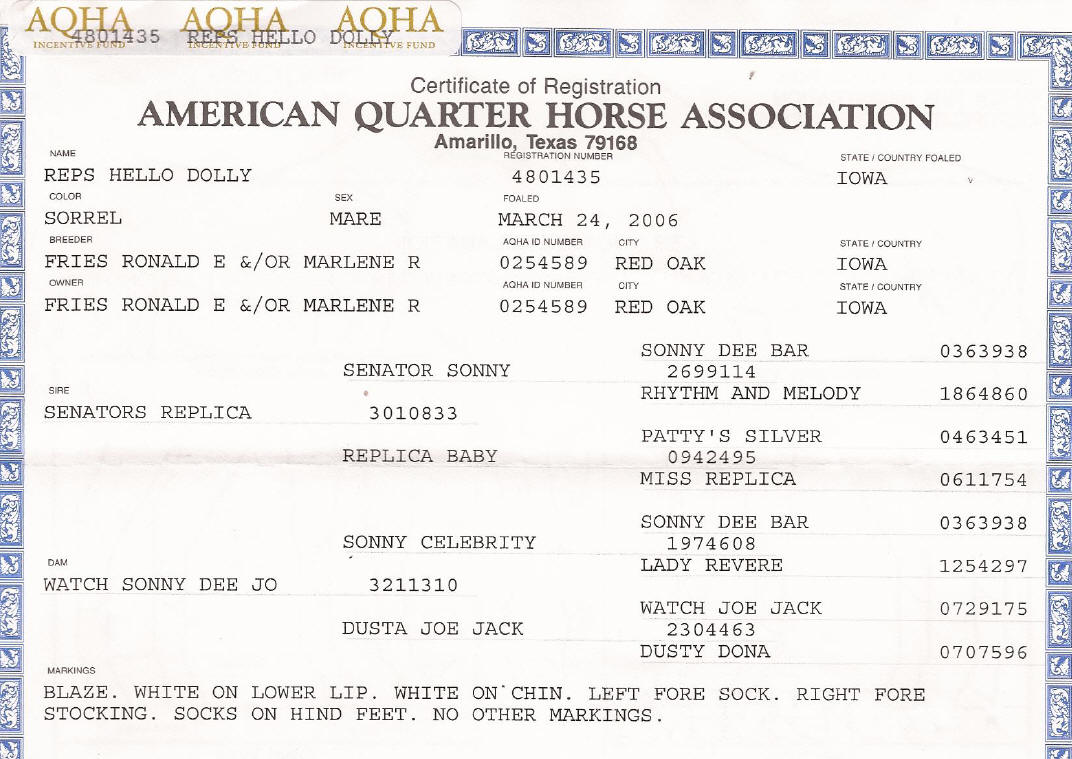 AQHA AQHA AQHA
INCENTIVE FUND INCENTIVE FUND INCENTIVE FUND
4801435 REPS HELLO DOLLY
Certificate of Registration
AMERICAN QUARTER HORSE ASSOCIATION
Amarillo, Texas 79168
NAME REGISTRATION NUMBER STATE / COUNTRY FOALED
REPS HELLO DOLLY 4801435 IOWA
COLOR SEX FOALED
SORREL MARE MARCH 24, 2006
BREEDER AQHA ID NUMBER CITY STATE / COUNTRY
FRIES RONALD E &/OR MARLENE R 0254589 RED OAK IOWA
OWNER AQHA ID NUMBER CITY STATE / COUNTRY
FRIES RONALD E &/OR MARLENE R 0254589 RED OAK IOWA
SONNY DEE BAR 0363938
SENATOR SONNY 2699114
SIRE RHYTHM AND MELODY 1864860
SENATORS REPLICA 3010833
PATTY'S SILVER 0463451
REPLICA BABY 0942495
MISS REPLICA 0611754
SONNY DEE BAR 0363938
SONNY CELEBRITY 1974608
DAM LADY REVERE 1254297
WATCH SONNY DEE JO 3211310
WATCH JOE JACK 0729175
DUSTA JOE JACK 2304463
DUSTY DONA 0707596
MARKINGS
BLAZE. WHITE ON LOWER LIP. WHITE ON CHIN. LEFT FORE SOCK. RIGHT FORE
STOCKING. SOCKS ON HIND FEET. NO OTHER MARKINGS.